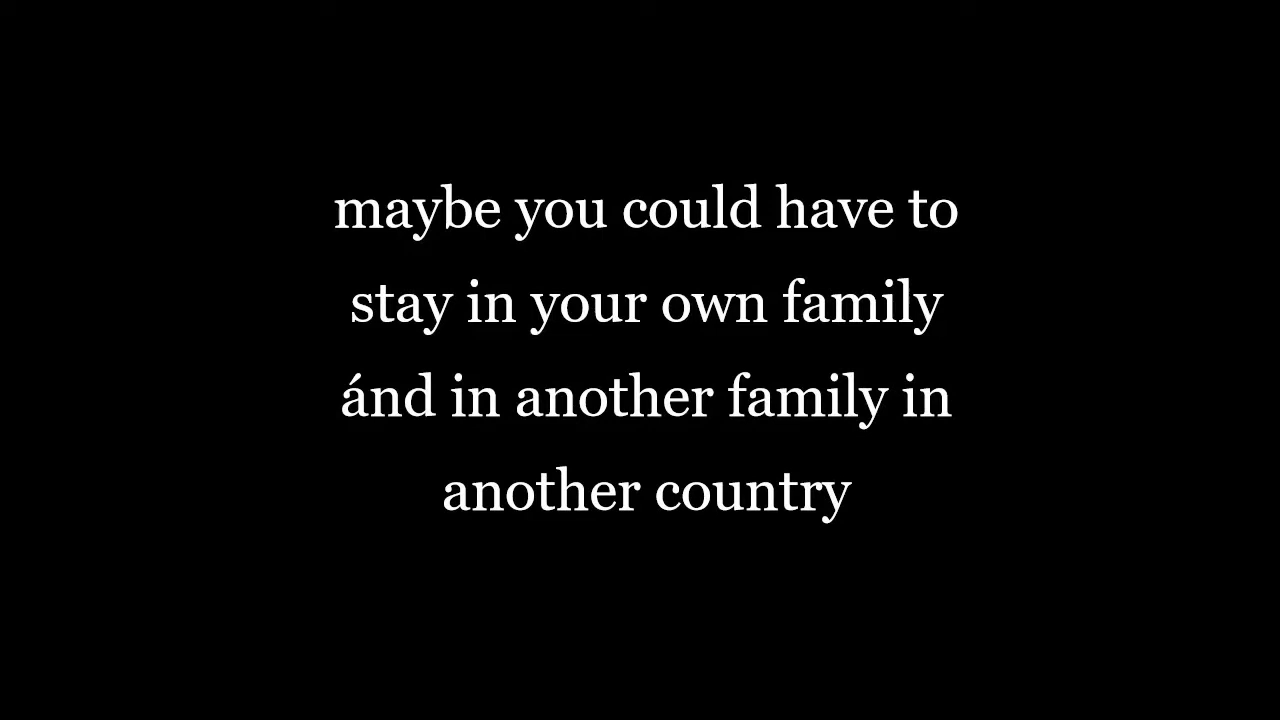 maybe you could have to
stay in your own family
ánd in another family in
another country